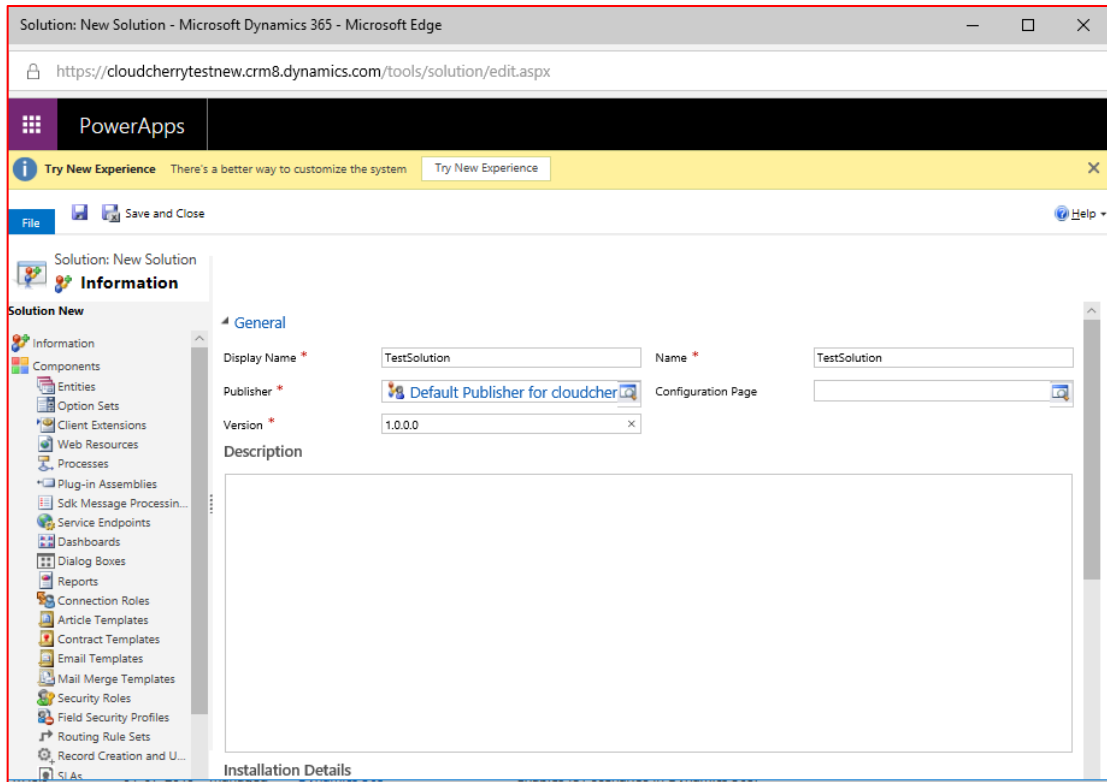 Solution: New Solution - Microsoft Dynamics 365 - Microsoft Edge
https://cloudcherrytestnew.crm8.dynamics.com/tools/solution/edit.aspx
PowerApps
Try New Experience There's a better way to customize the system Try New Experience
File Save and Close Help
Solution: New Solution
Information
Solution New
Information
Components
Entities
Option Sets
Client Extensions
Web Resources
Processes
Plug-in Assemblies
Sdk Message Processin...
Service Endpoints
Dashboards
Dialog Boxes
Reports
Connection Roles
Article Templates
Contract Templates
Email Templates
Mail Merge Templates
Security Roles
Field Security Profiles
Routing Rule Sets
Record Creation and U...
SLAs
General
Display Name * TestSolution Name * TestSolution
Publisher * Default Publisher for cloudcher Configuration Page
Version * 1.0.0.0
Description
Installation Details